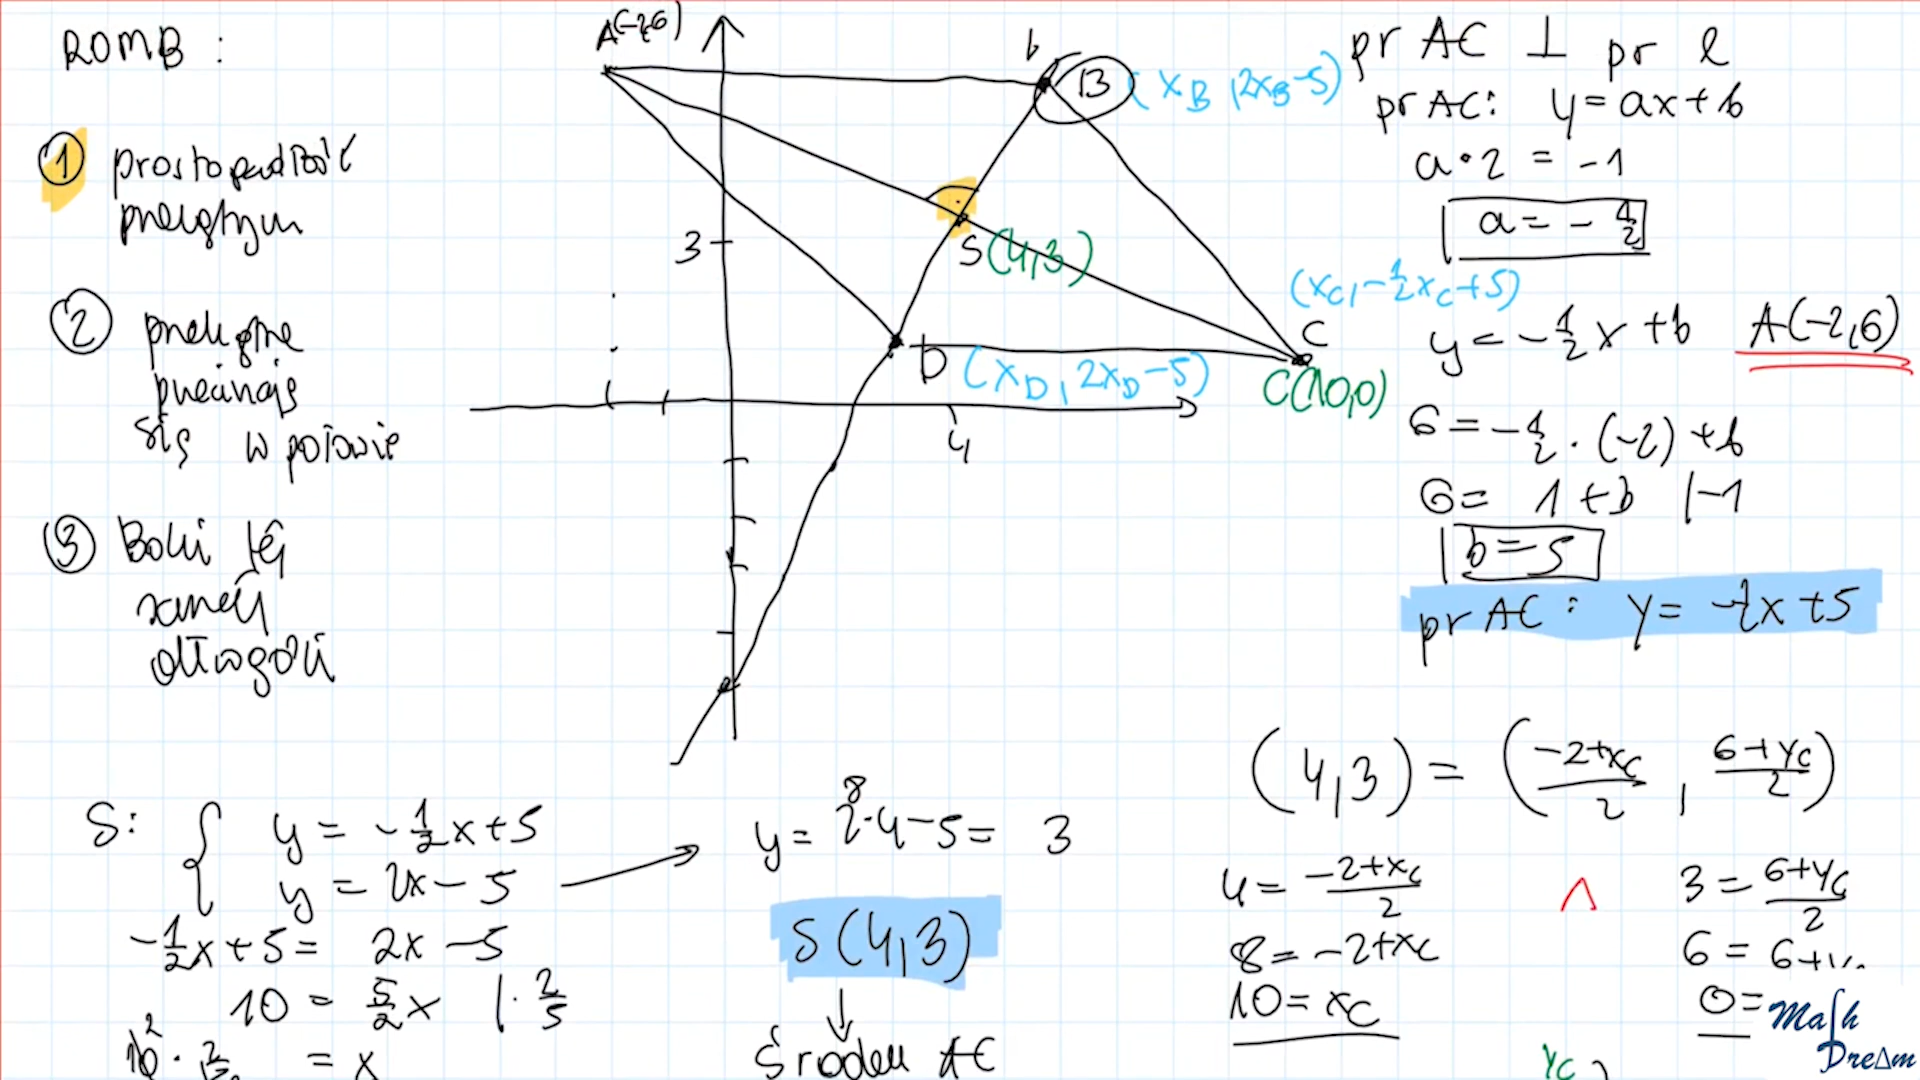 ROMB :
① prostopadłość
przekątnych
② przekątne
przecinają
się w połowie
③ Boki tej
samej
długości
A(-2,6)
l
B (x_B, 2x_B-5)
3
S(4,3)
D (x_D, 2x_D-5)
(x_C, -1/2x_C+5)
C
C(10,0)
4
pr AC ⊥ pr l
pr AC: y=ax+b
a·2 = -1
a = -1/2
y = -1/2x+b A(-2,6)
6 = -1/2·(-2)+b
6 = 1+b |-1
b=5
pr AC: y = -1/2x+5
S: { y = -1/2x+5
y = 2x-5
-1/2x+5 = 2x-5
10 = 5/2x |·2/5
= x
y = 2·4-5 = 3
8
S(4,3)
↓
Środek AC
(4,3) = ((-2+x_C)/2, (6+y_C)/2)
4 = (-2+x_C)/2 ∧ 3 = (6+y_C)/2
8 = -2+x_C
10 = x_C
6 = 6+
0 =
y_C
Math
Dream